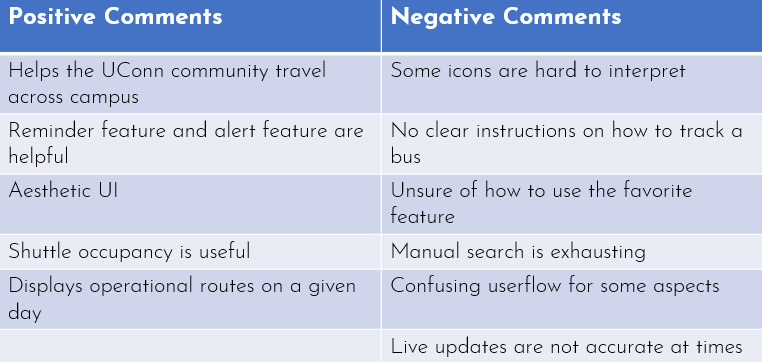 Positive Comments
Negative Comments
Helps the UConn community travel
across campus
Some icons are hard to interpret
Reminder feature and alert feature are
helpful
No clear instructions on how to track a
bus
Aesthetic UI
Unsure of how to use the favorite
feature
Shuttle occupancy is useful
Manual search is exhausting
Displays operational routes on a given
day
Confusing userflow for some aspects
Live updates are not accurate at times